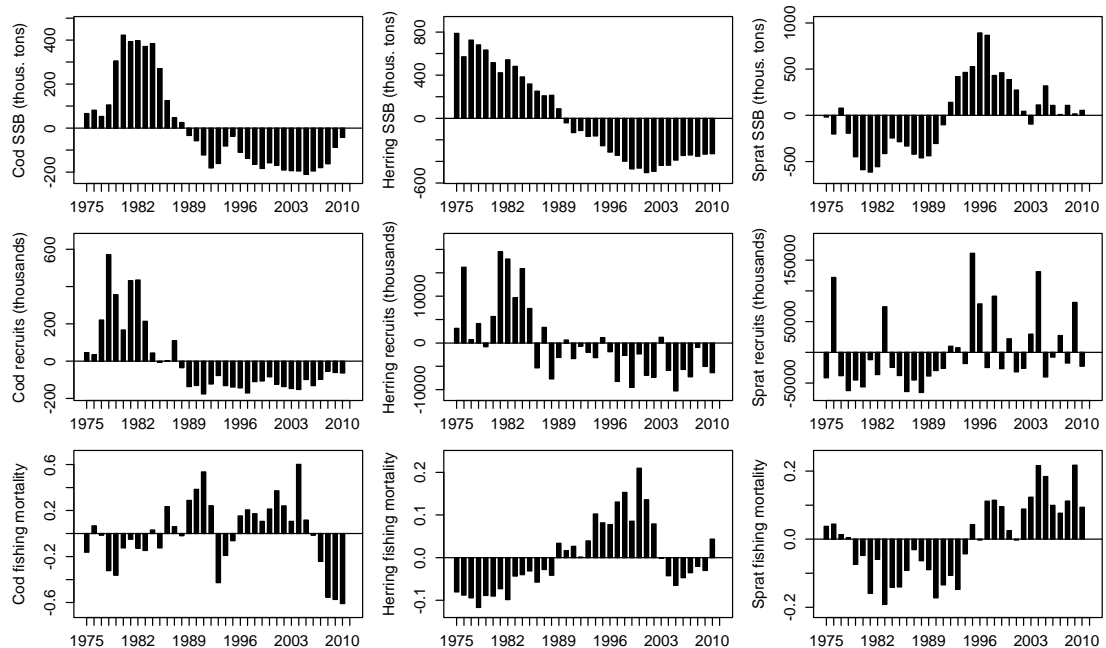 Cod SSB (thous. tons)
-200 0 200 400
1975 1982 1989 1996 2003 2010
Herring SSB (thous. tons)
-600 0 400 800
1975 1982 1989 1996 2003 2010
Sprat SSB (thous. tons)
-500 0 500 1000
1975 1982 1989 1996 2003 2010
Cod recruits (thousands)
-200 0 200 600
1975 1982 1989 1996 2003 2010
Herring recruits (thousands)
-10000 0 10000
1975 1982 1989 1996 2003 2010
Sprat recruits (thousands)
-50000 50000 150000
1975 1982 1989 1996 2003 2010
Cod fishing mortality
-0.6 -0.2 0.2 0.6
1975 1982 1989 1996 2003 2010
Herring fishing mortality
-0.1 0.0 0.1 0.2
1975 1982 1989 1996 2003 2010
Sprat fishing mortality
-0.2 0.0 0.2
1975 1982 1989 1996 2003 2010